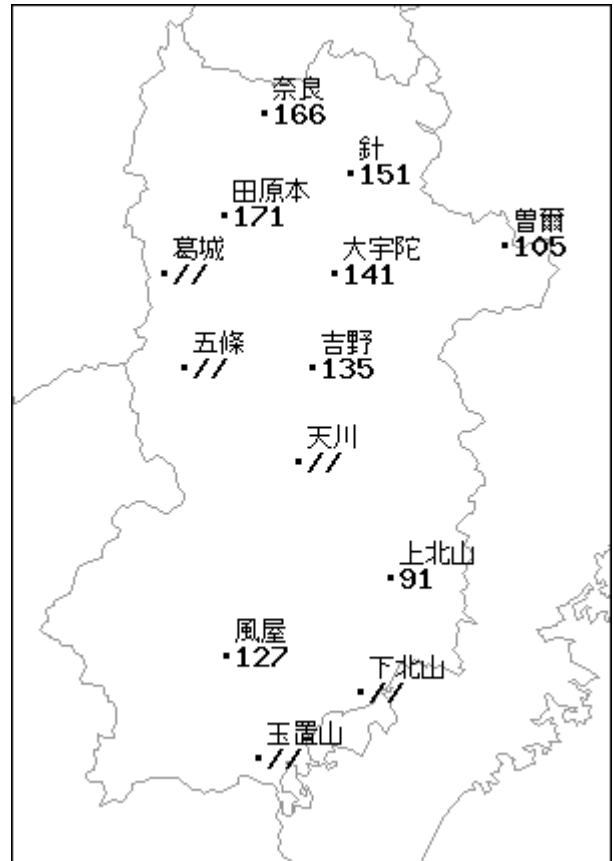 奈良
166
針
151
田原本
171
曽爾
105
葛城
//
大宇陀
141
五條
//
吉野
135
天川
//
上北山
91
風屋
127
下北山
//
玉置山
//